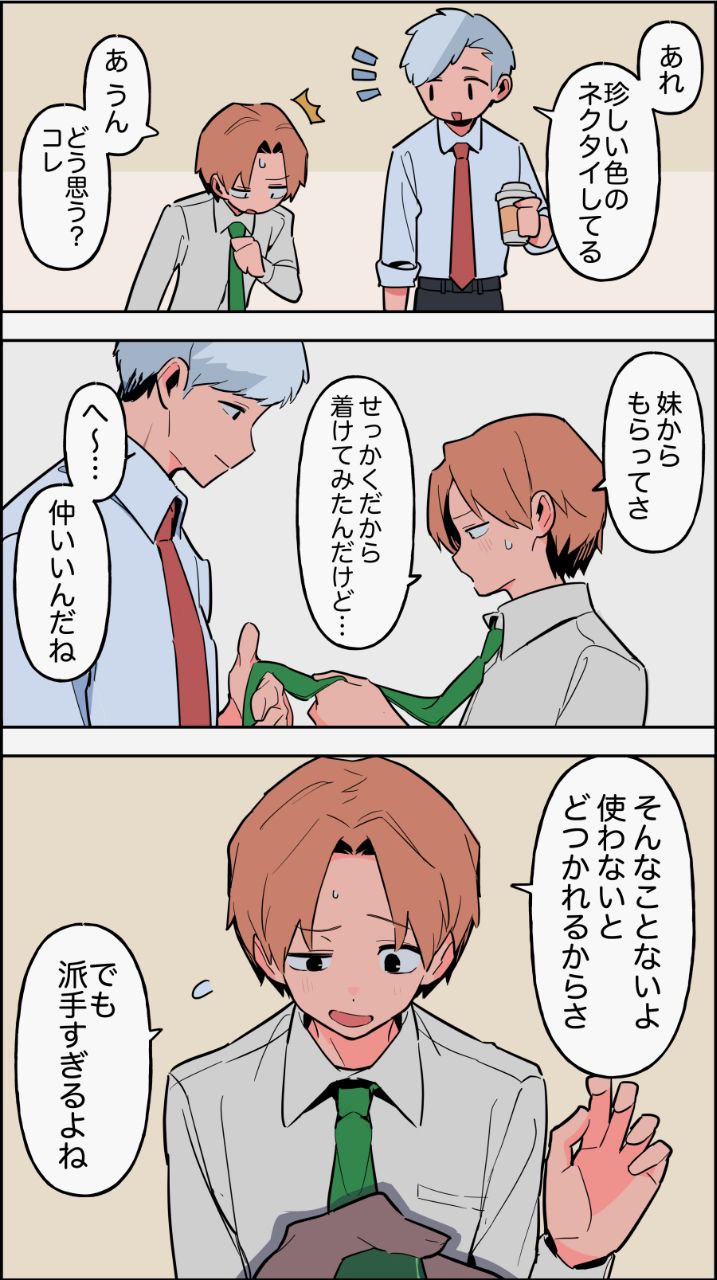 あれ
珍しい色の
ネクタイしてる
あ うん
どう思う？
コレ
妹から
もらってさ
せっかくだから
着けてみたんだけど…
へ〜…
仲いいんだね
そんなことないよ
使わないと
どつかれるからさ
でも
派手すぎるよね